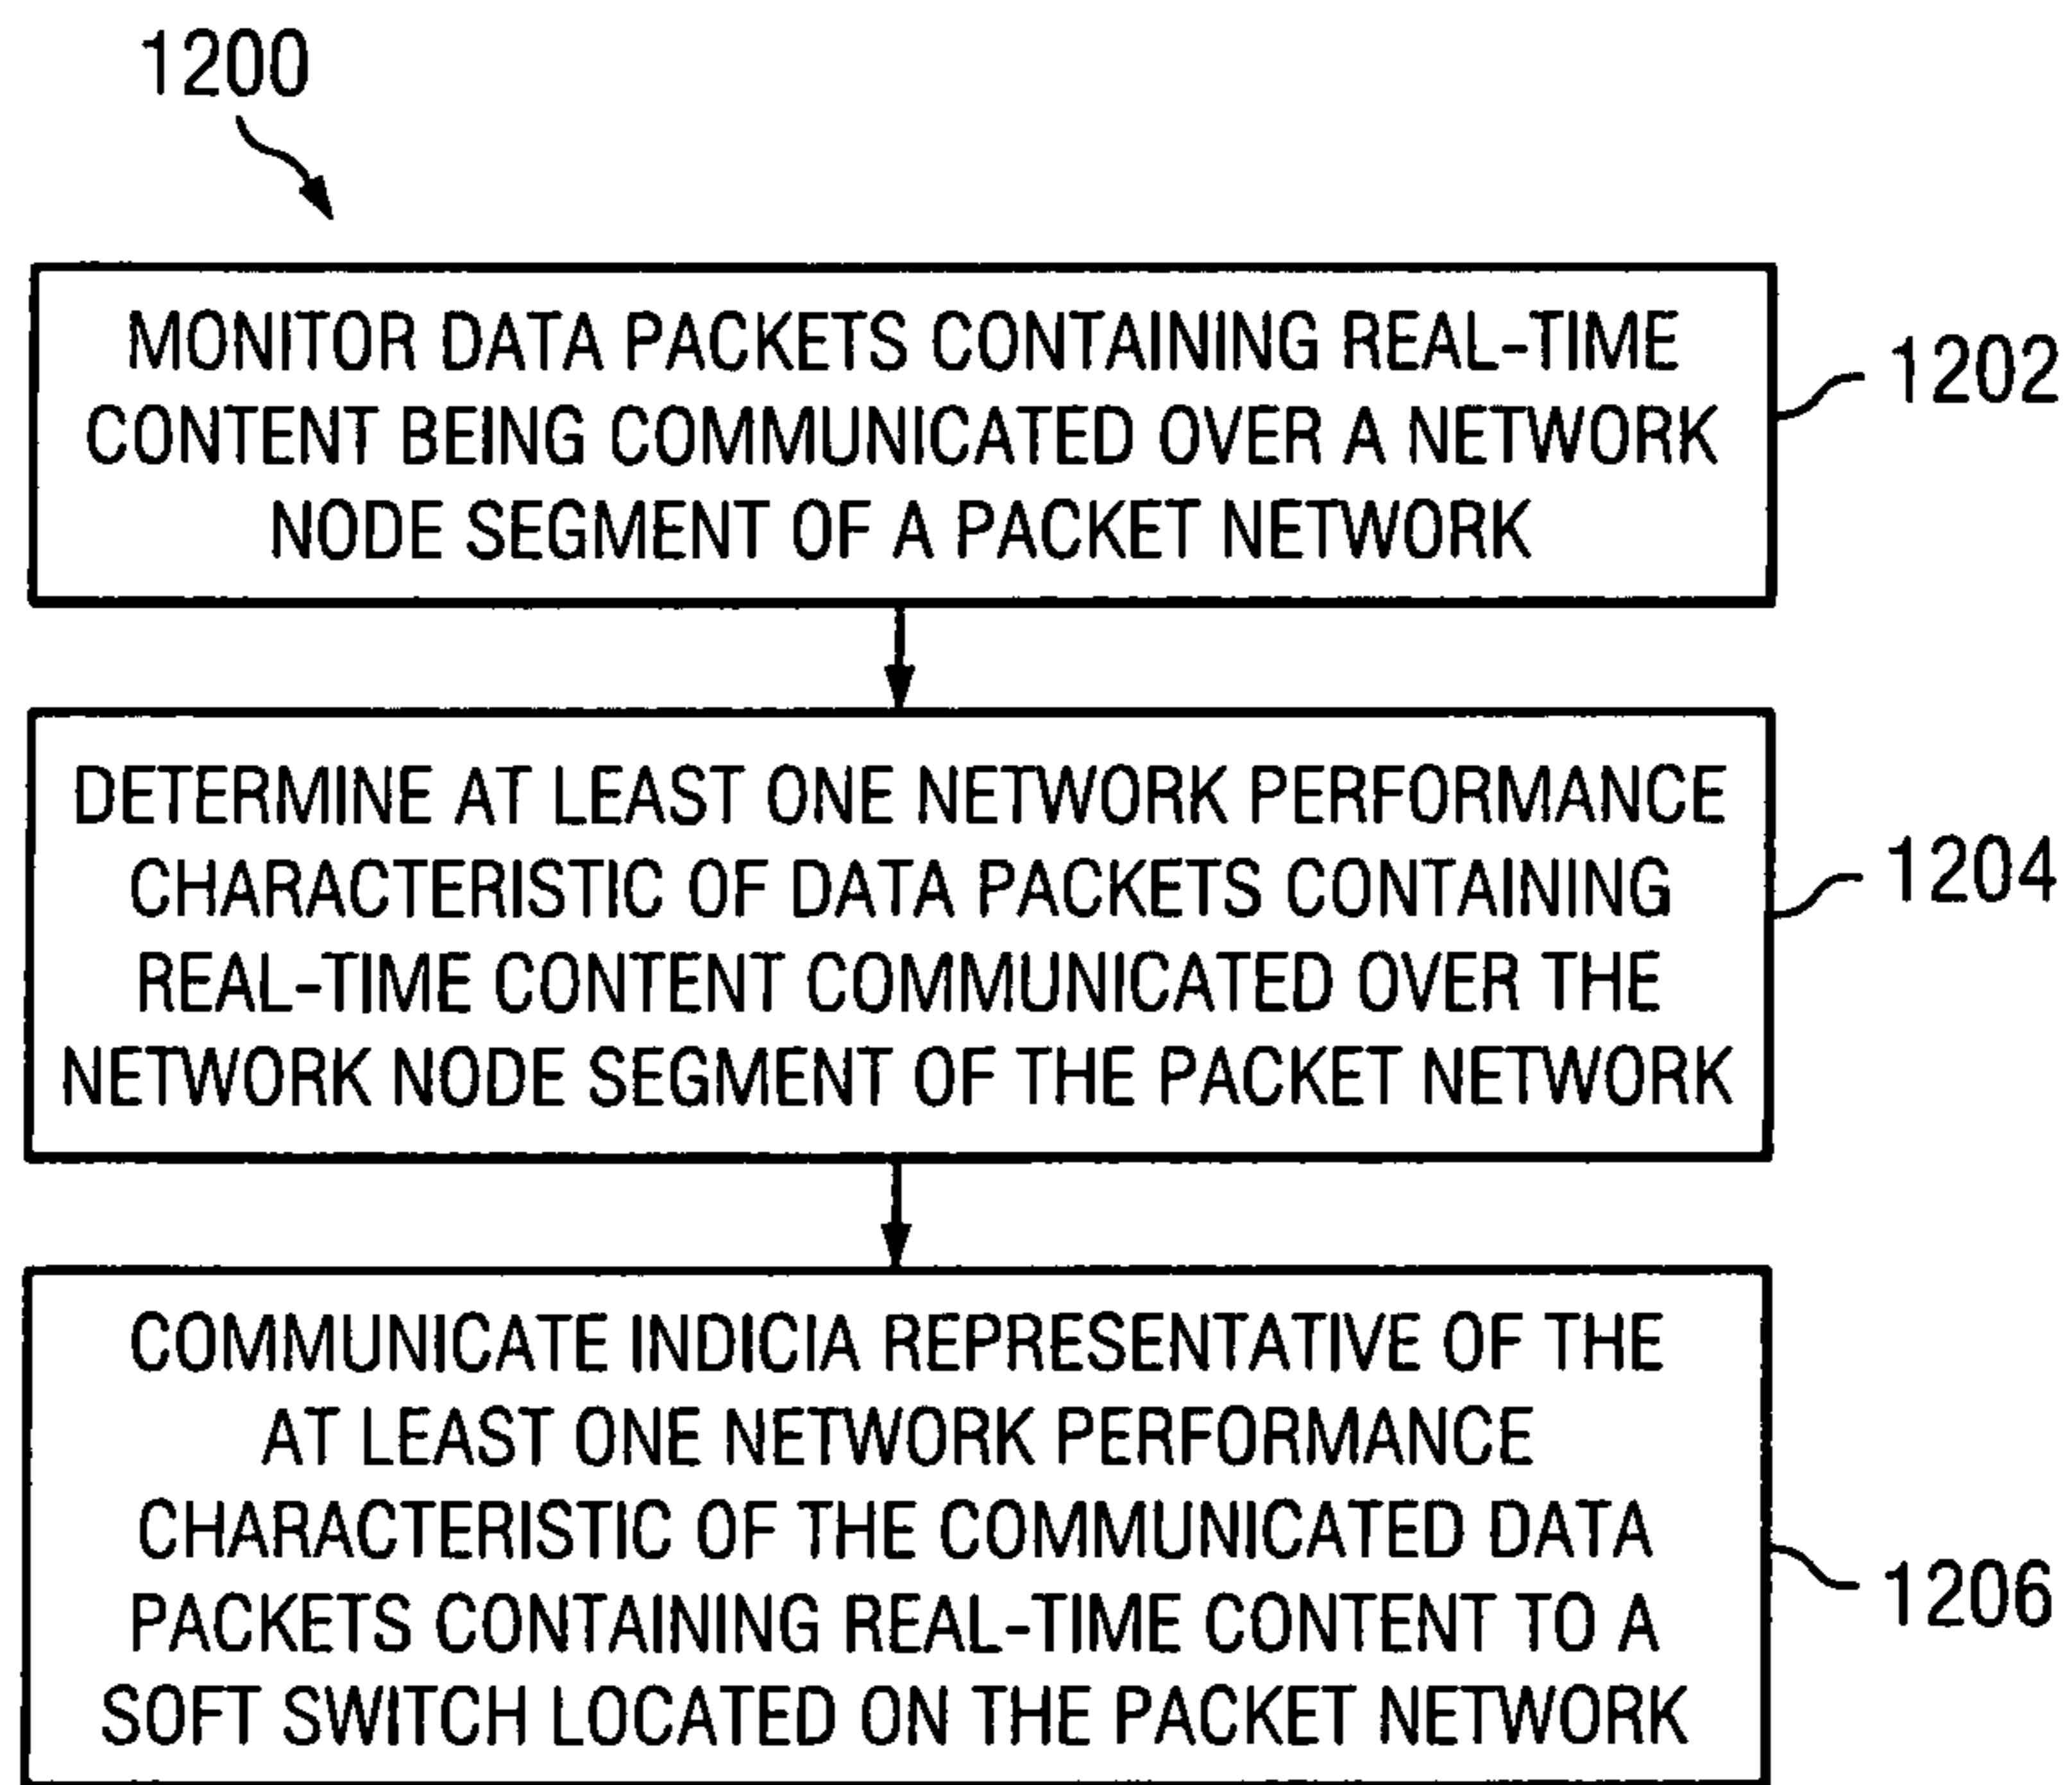 1200
MONITOR DATA PACKETS CONTAINING REAL-TIME
CONTENT BEING COMMUNICATED OVER A NETWORK
NODE SEGMENT OF A PACKET NETWORK
1202
DETERMINE AT LEAST ONE NETWORK PERFORMANCE
CHARACTERISTIC OF DATA PACKETS CONTAINING
REAL-TIME CONTENT COMMUNICATED OVER THE
NETWORK NODE SEGMENT OF THE PACKET NETWORK
1204
COMMUNICATE INDICIA REPRESENTATIVE OF THE
AT LEAST ONE NETWORK PERFORMANCE
CHARACTERISTIC OF THE COMMUNICATED DATA
PACKETS CONTAINING REAL-TIME CONTENT TO A
SOFT SWITCH LOCATED ON THE PACKET NETWORK
1206